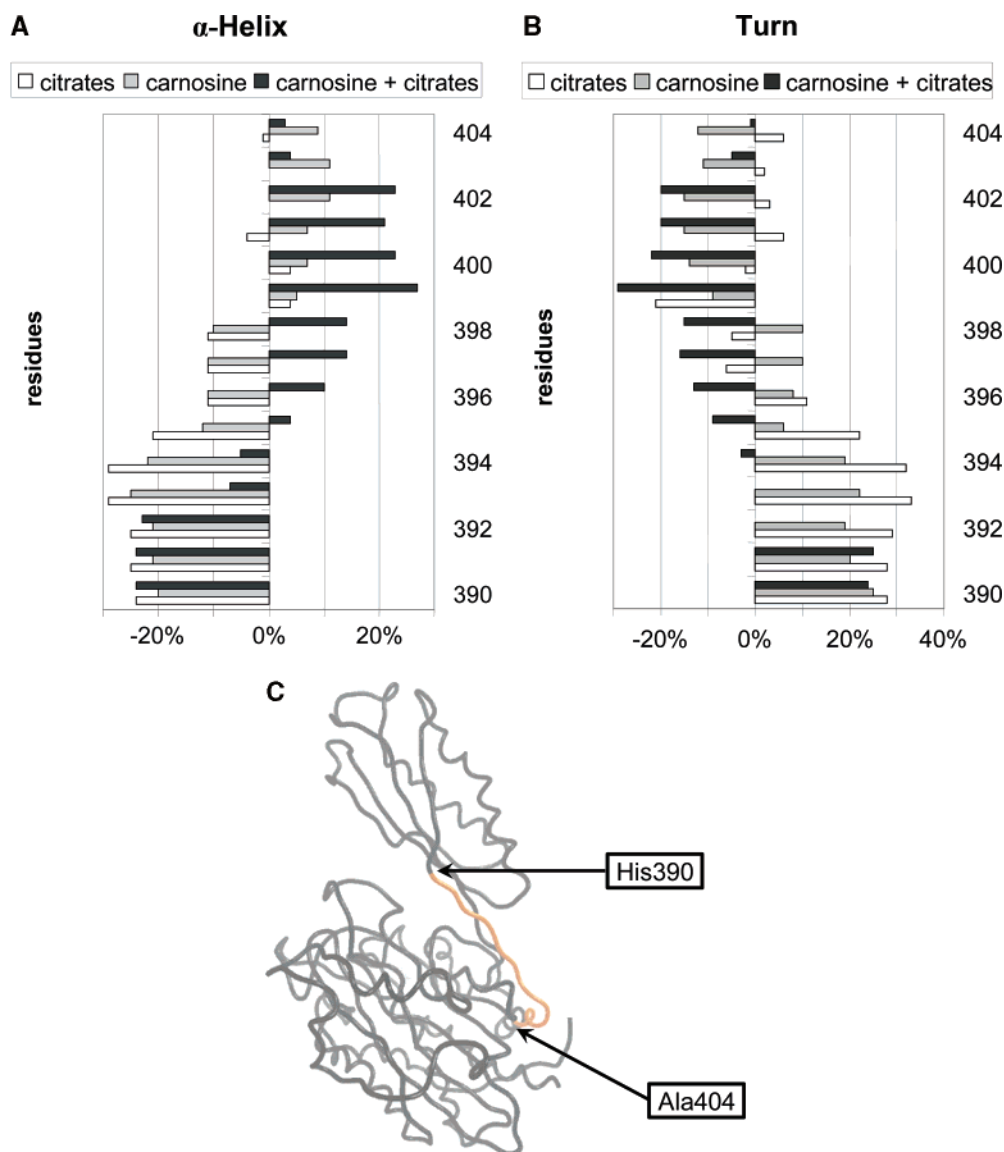 A
α-Helix
citrates carnosine carnosine + citrates
404
402
400
398
396
394
392
390
residues
-20% 0% 20%
B
Turn
citrates carnosine carnosine + citrates
404
402
400
398
396
394
392
390
residues
-20% 0% 20% 40%
C
His390
Ala404